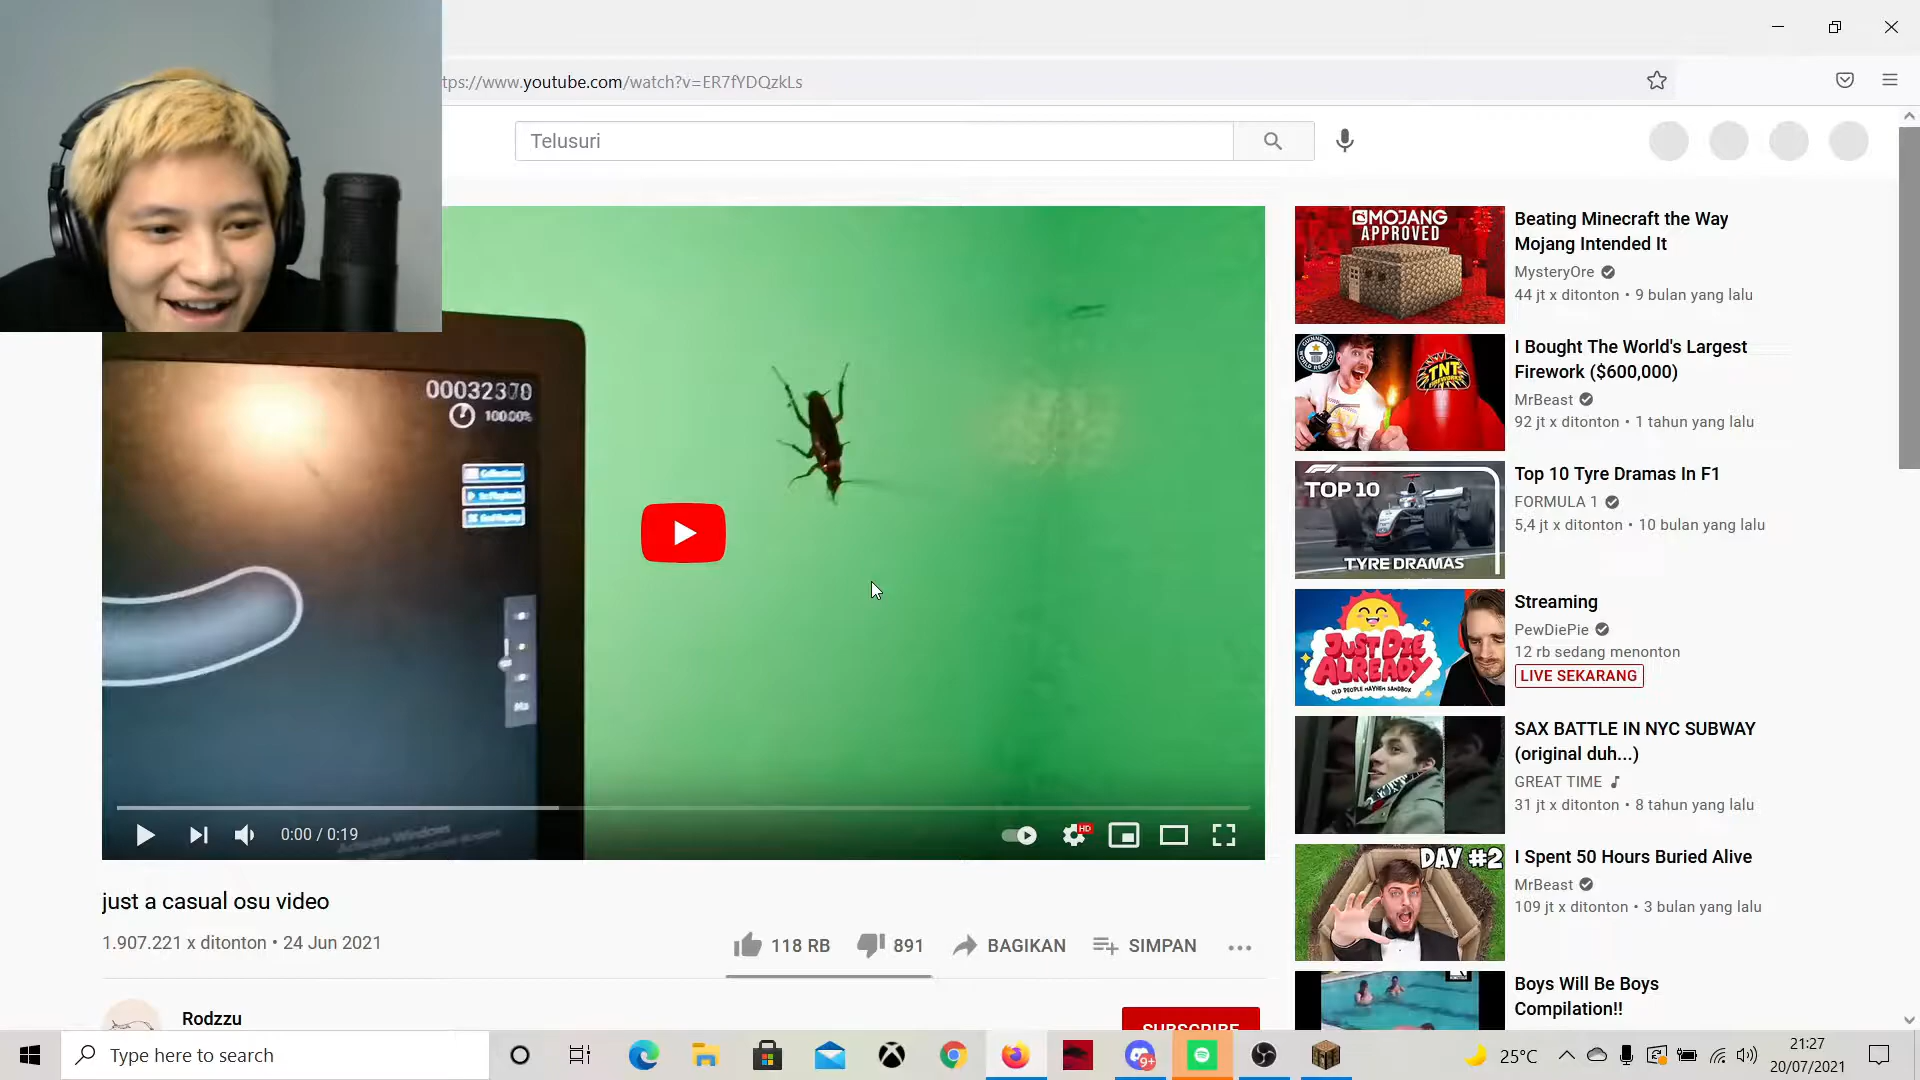 tps://www.youtube.com/watch?v=ER7fYDQzkLs
Telusuri
100.00%
0:00 / 0:19
just a casual osu video
1.907.221 x ditonton • 24 Jun 2021
118 RB
891
BAGIKAN
SIMPAN
Rodzzu
SUBSCRIBE
MOJANG
APPROVED
Beating Minecraft the Way
Mojang Intended It
MysteryOre
44 jt x ditonton • 9 bulan yang lalu
TNT
I Bought The World's Largest
Firework ($600,000)
MrBeast
92 jt x ditonton • 1 tahun yang lalu
TOP 10
TYRE DRAMAS
Top 10 Tyre Dramas In F1
FORMULA 1
5,4 jt x ditonton • 10 bulan yang lalu
JUST DIE
ALREADY
OLD PEOPLE MAYHEM SANDBOX
Streaming
PewDiePie
12 rb sedang menonton
LIVE SEKARANG
SAX BATTLE IN NYC SUBWAY
(original duh...)
GREAT TIME
31 jt x ditonton • 8 tahun yang lalu
DAY #2
I Spent 50 Hours Buried Alive
MrBeast
109 jt x ditonton • 3 bulan yang lalu
Boys Will Be Boys
Compilation!!
Type here to search
9+
25°C
21:27
20/07/2021